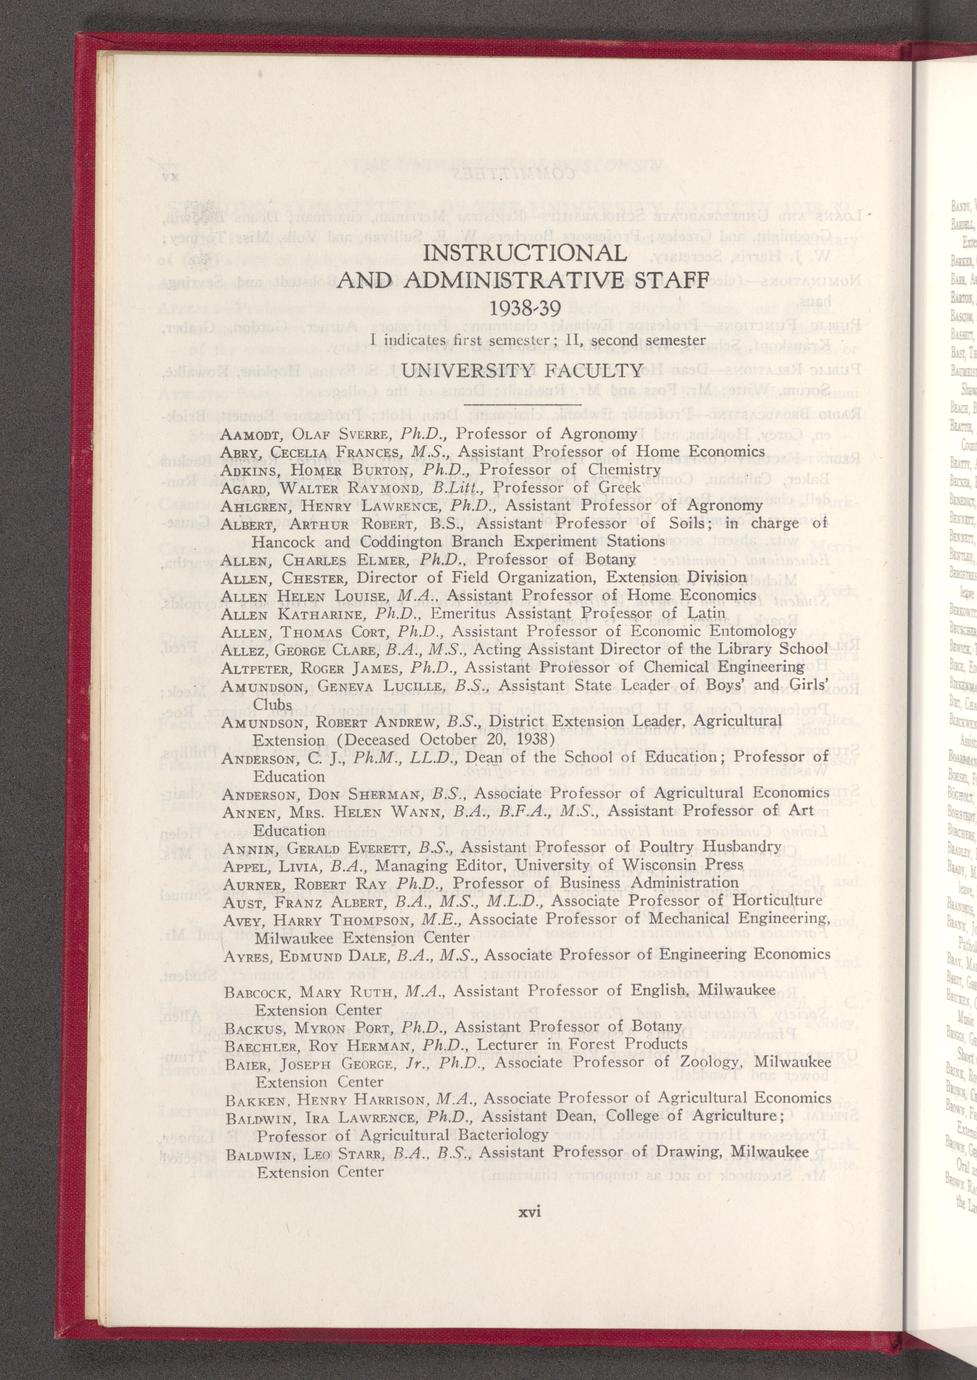 INSTRUCTIONAL
AND ADMINISTRATIVE STAFF
1938-39
I indicates first semester; II, second semester
UNIVERSITY FACULTY
AAMODT, OLAF SVERRE, Ph.D., Professor of Agronomy
ABRY, CECELIA FRANCES, M.S., Assistant Professor of Home Economics
ADKINS, HOMER BURTON, Ph.D., Professor of Chemistry
AGARD, WALTER RAYMOND, B.Litt., Professor of Greek
AHLGREN, HENRY LAWRENCE, Ph.D., Assistant Professor of Agronomy
ALBERT, ARTHUR ROBERT, B.S., Assistant Professor of Soils; in charge of
Hancock and Coddington Branch Experiment Stations
ALLEN, CHARLES ELMER, Ph.D., Professor of Botany
ALLEN, CHESTER, Director of Field Organization, Extension Division
ALLEN HELEN LOUISE, M.A., Assistant Professor of Home Economics
ALLEN KATHARINE, Ph.D., Emeritus Assistant Professor of Latin
ALLEN, THOMAS CORT, Ph.D., Assistant Professor of Economic Entomology
ALLEZ, GEORGE CLARE, B.A., M.S., Acting Assistant Director of the Library School
ALTPETER, ROGER JAMES, Ph.D., Assistant Professor of Chemical Engineering
AMUNDSON, GENEVA LUCILLE, B.S., Assistant State Leader of Boys' and Girls'
Clubs
AMUNDSON, ROBERT ANDREW, B.S., District Extension Leader, Agricultural
Extension (Deceased October 20, 1938)
ANDERSON, C. J., Ph.M., LL.D., Dean of the School of Education; Professor of
Education
ANDERSON, DON SHERMAN, B.S., Associate Professor of Agricultural Economics
ANNEN, MRS. HELEN WANN, B.A., B.F.A., M.S., Assistant Professor of Art
Education
ANNIN, GERALD EVERETT, B.S., Assistant Professor of Poultry Husbandry
APPEL, LIVIA, B.A., Managing Editor, University of Wisconsin Press
AURNER, ROBERT RAY Ph.D., Professor of Business Administration
AUST, FRANZ ALBERT, B.A., M.S., M.L.D., Associate Professor of Horticulture
AVEY, HARRY THOMPSON, M.E., Associate Professor of Mechanical Engineering,
Milwaukee Extension Center
AYRES, EDMUND DALE, B.A., M.S., Associate Professor of Engineering Economics
BABCOCK, MARY RUTH, M.A., Assistant Professor of English, Milwaukee
Extension Center
BACKUS, MYRON PORT, Ph.D., Assistant Professor of Botany
BAECHLER, ROY HERMAN, Ph.D., Lecturer in Forest Products
BAIER, JOSEPH GEORGE, Jr., Ph.D., Associate Professor of Zoology, Milwaukee
Extension Center
BAKKEN, HENRY HARRISON, M.A., Associate Professor of Agricultural Economics
BALDWIN, IRA LAWRENCE, Ph.D., Assistant Dean, College of Agriculture;
Professor of Agricultural Bacteriology
BALDWIN, LEO STARR, B.A., B.S., Assistant Professor of Drawing, Milwaukee
Extension Center
xvi